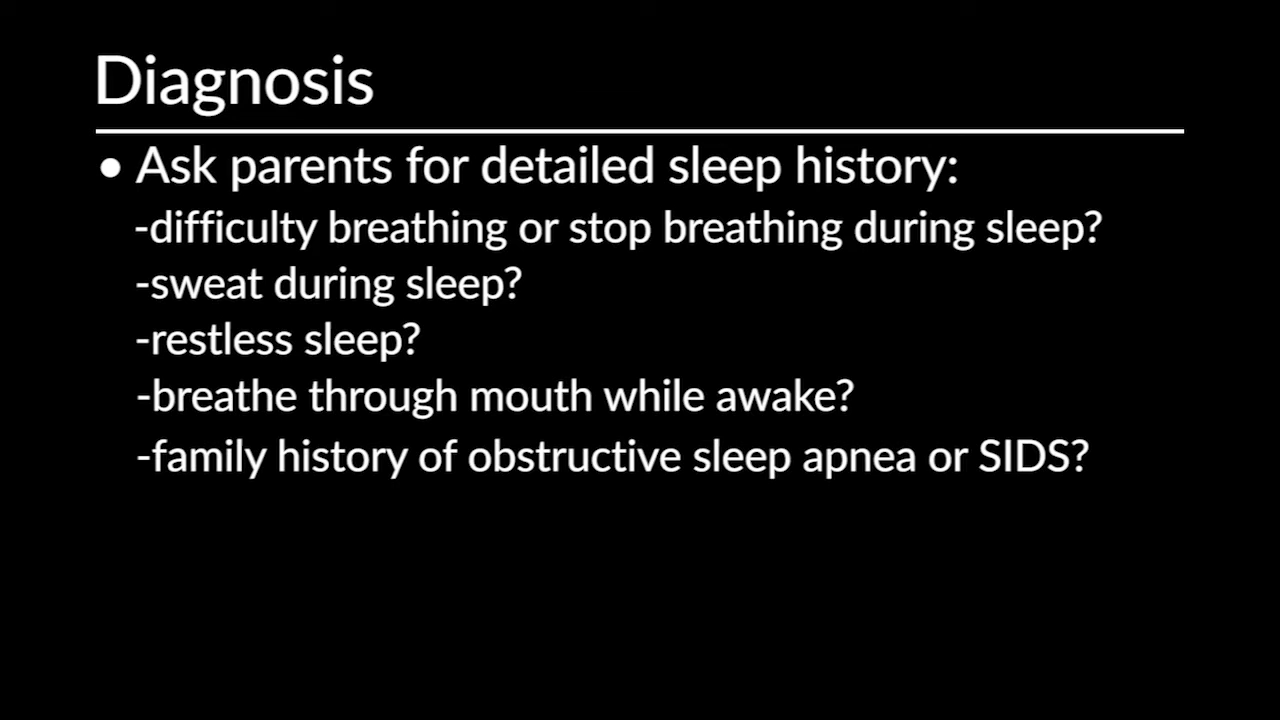 Diagnosis
• Ask parents for detailed sleep history:
-difficulty breathing or stop breathing during sleep?
-sweat during sleep?
-restless sleep?
-breathe through mouth while awake?
-family history of obstructive sleep apnea or SIDS?